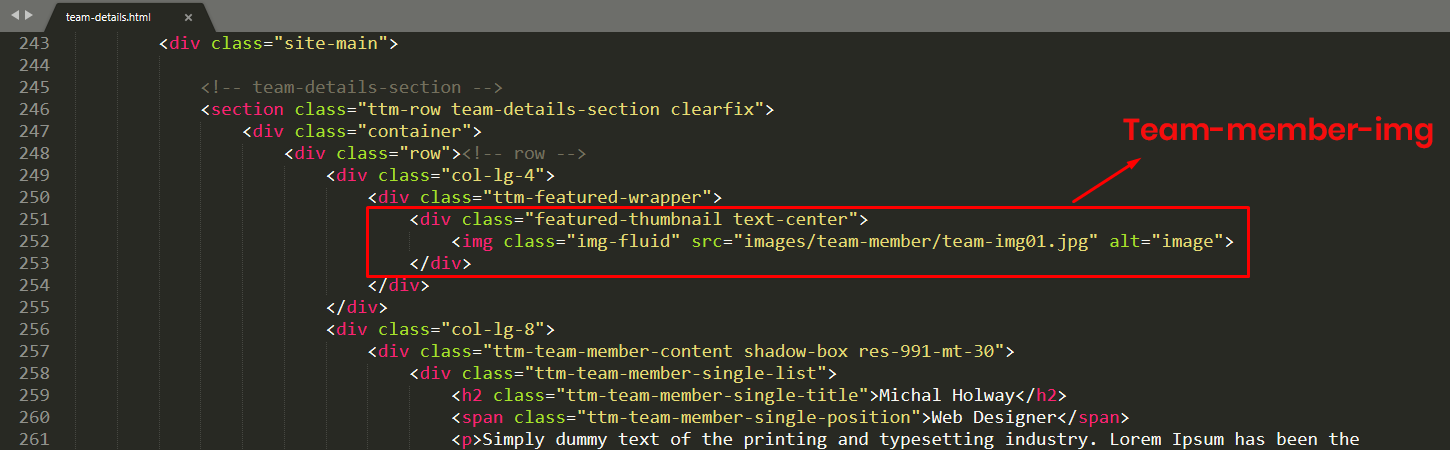 team-details.html ×
243 <div class="site-main">
244
245 <!-- team-details-section -->
246 <section class="ttm-row team-details-section clearfix">
247 <div class="container">
248 <div class="row"><!-- row -->
249 <div class="col-lg-4">
250 <div class="ttm-featured-wrapper">
251 <div class="featured-thumbnail text-center">
252 <img class="img-fluid" src="images/team-member/team-img01.jpg" alt="image">
253 </div>
254 </div>
255 </div>
256 <div class="col-lg-8">
257 <div class="ttm-team-member-content shadow-box res-991-mt-30">
258 <div class="ttm-team-member-single-list">
259 <h2 class="ttm-team-member-single-title">Michal Holway</h2>
260 <span class="ttm-team-member-single-position">Web Designer</span>
261 <p>Simply dummy text of the printing and typesetting industry. Lorem Ipsum has been the
Team-member-img